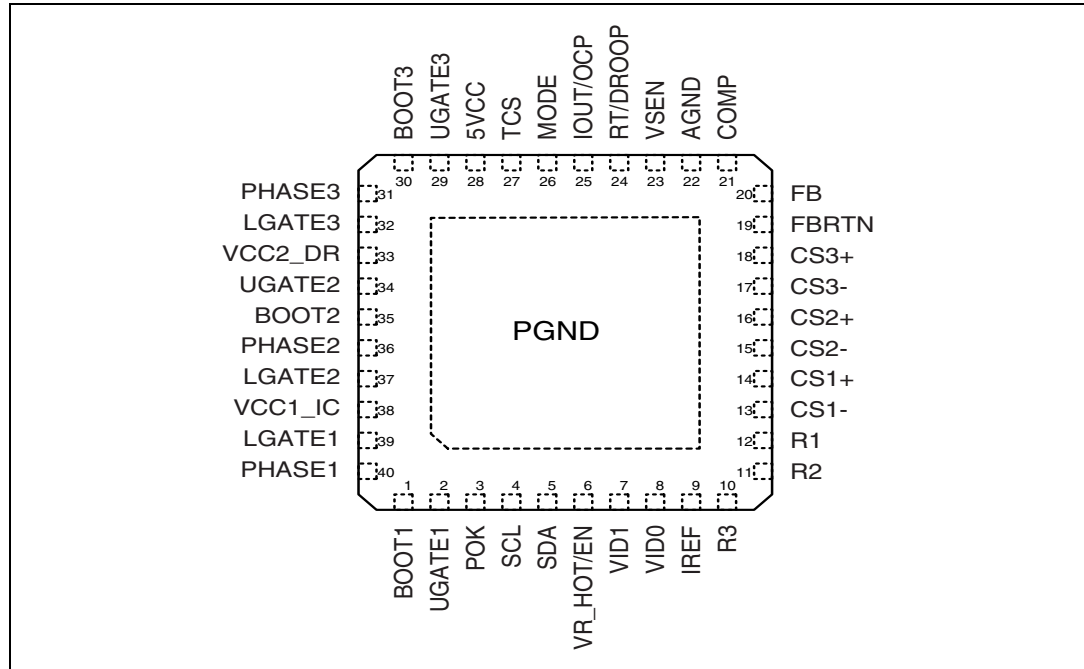 BOOT3
UGATE3
5VCC
TCS
MODE
IOUT/OCP
RT/DROOP
VSEN
AGND
COMP
30 29 28 27 26 25 24 23 22 21
PHASE3 31
LGATE3 32
VCC2_DR 33
UGATE2 34
BOOT2 35
PHASE2 36
LGATE2 37
VCC1_IC 38
LGATE1 39
PHASE1 40
PGND
20 FB
19 FBRTN
18 CS3+
17 CS3-
16 CS2+
15 CS2-
14 CS1+
13 CS1-
12 R1
11 R2
1 2 3 4 5 6 7 8 9 10
BOOT1
UGATE1
POK
SCL
SDA
VR_HOT/EN
VID1
VID0
IREF
R3